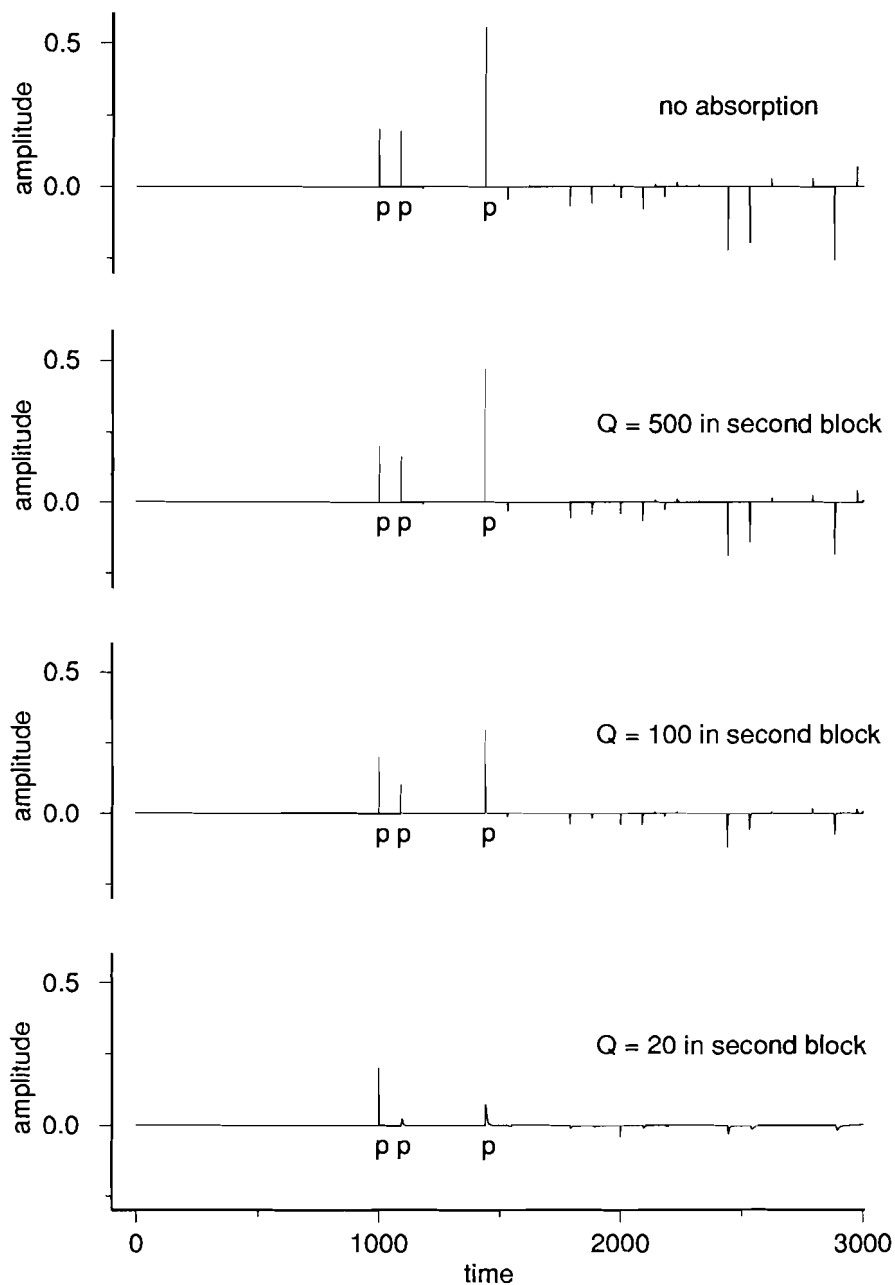 0.5
amplitude
no absorption
0.0
p p p
0.5
amplitude
Q = 500 in second block
0.0
p p p
0.5
amplitude
Q = 100 in second block
0.0
p p p
0.5
amplitude
Q = 20 in second block
0.0
p p p
0 1000 2000 3000
time